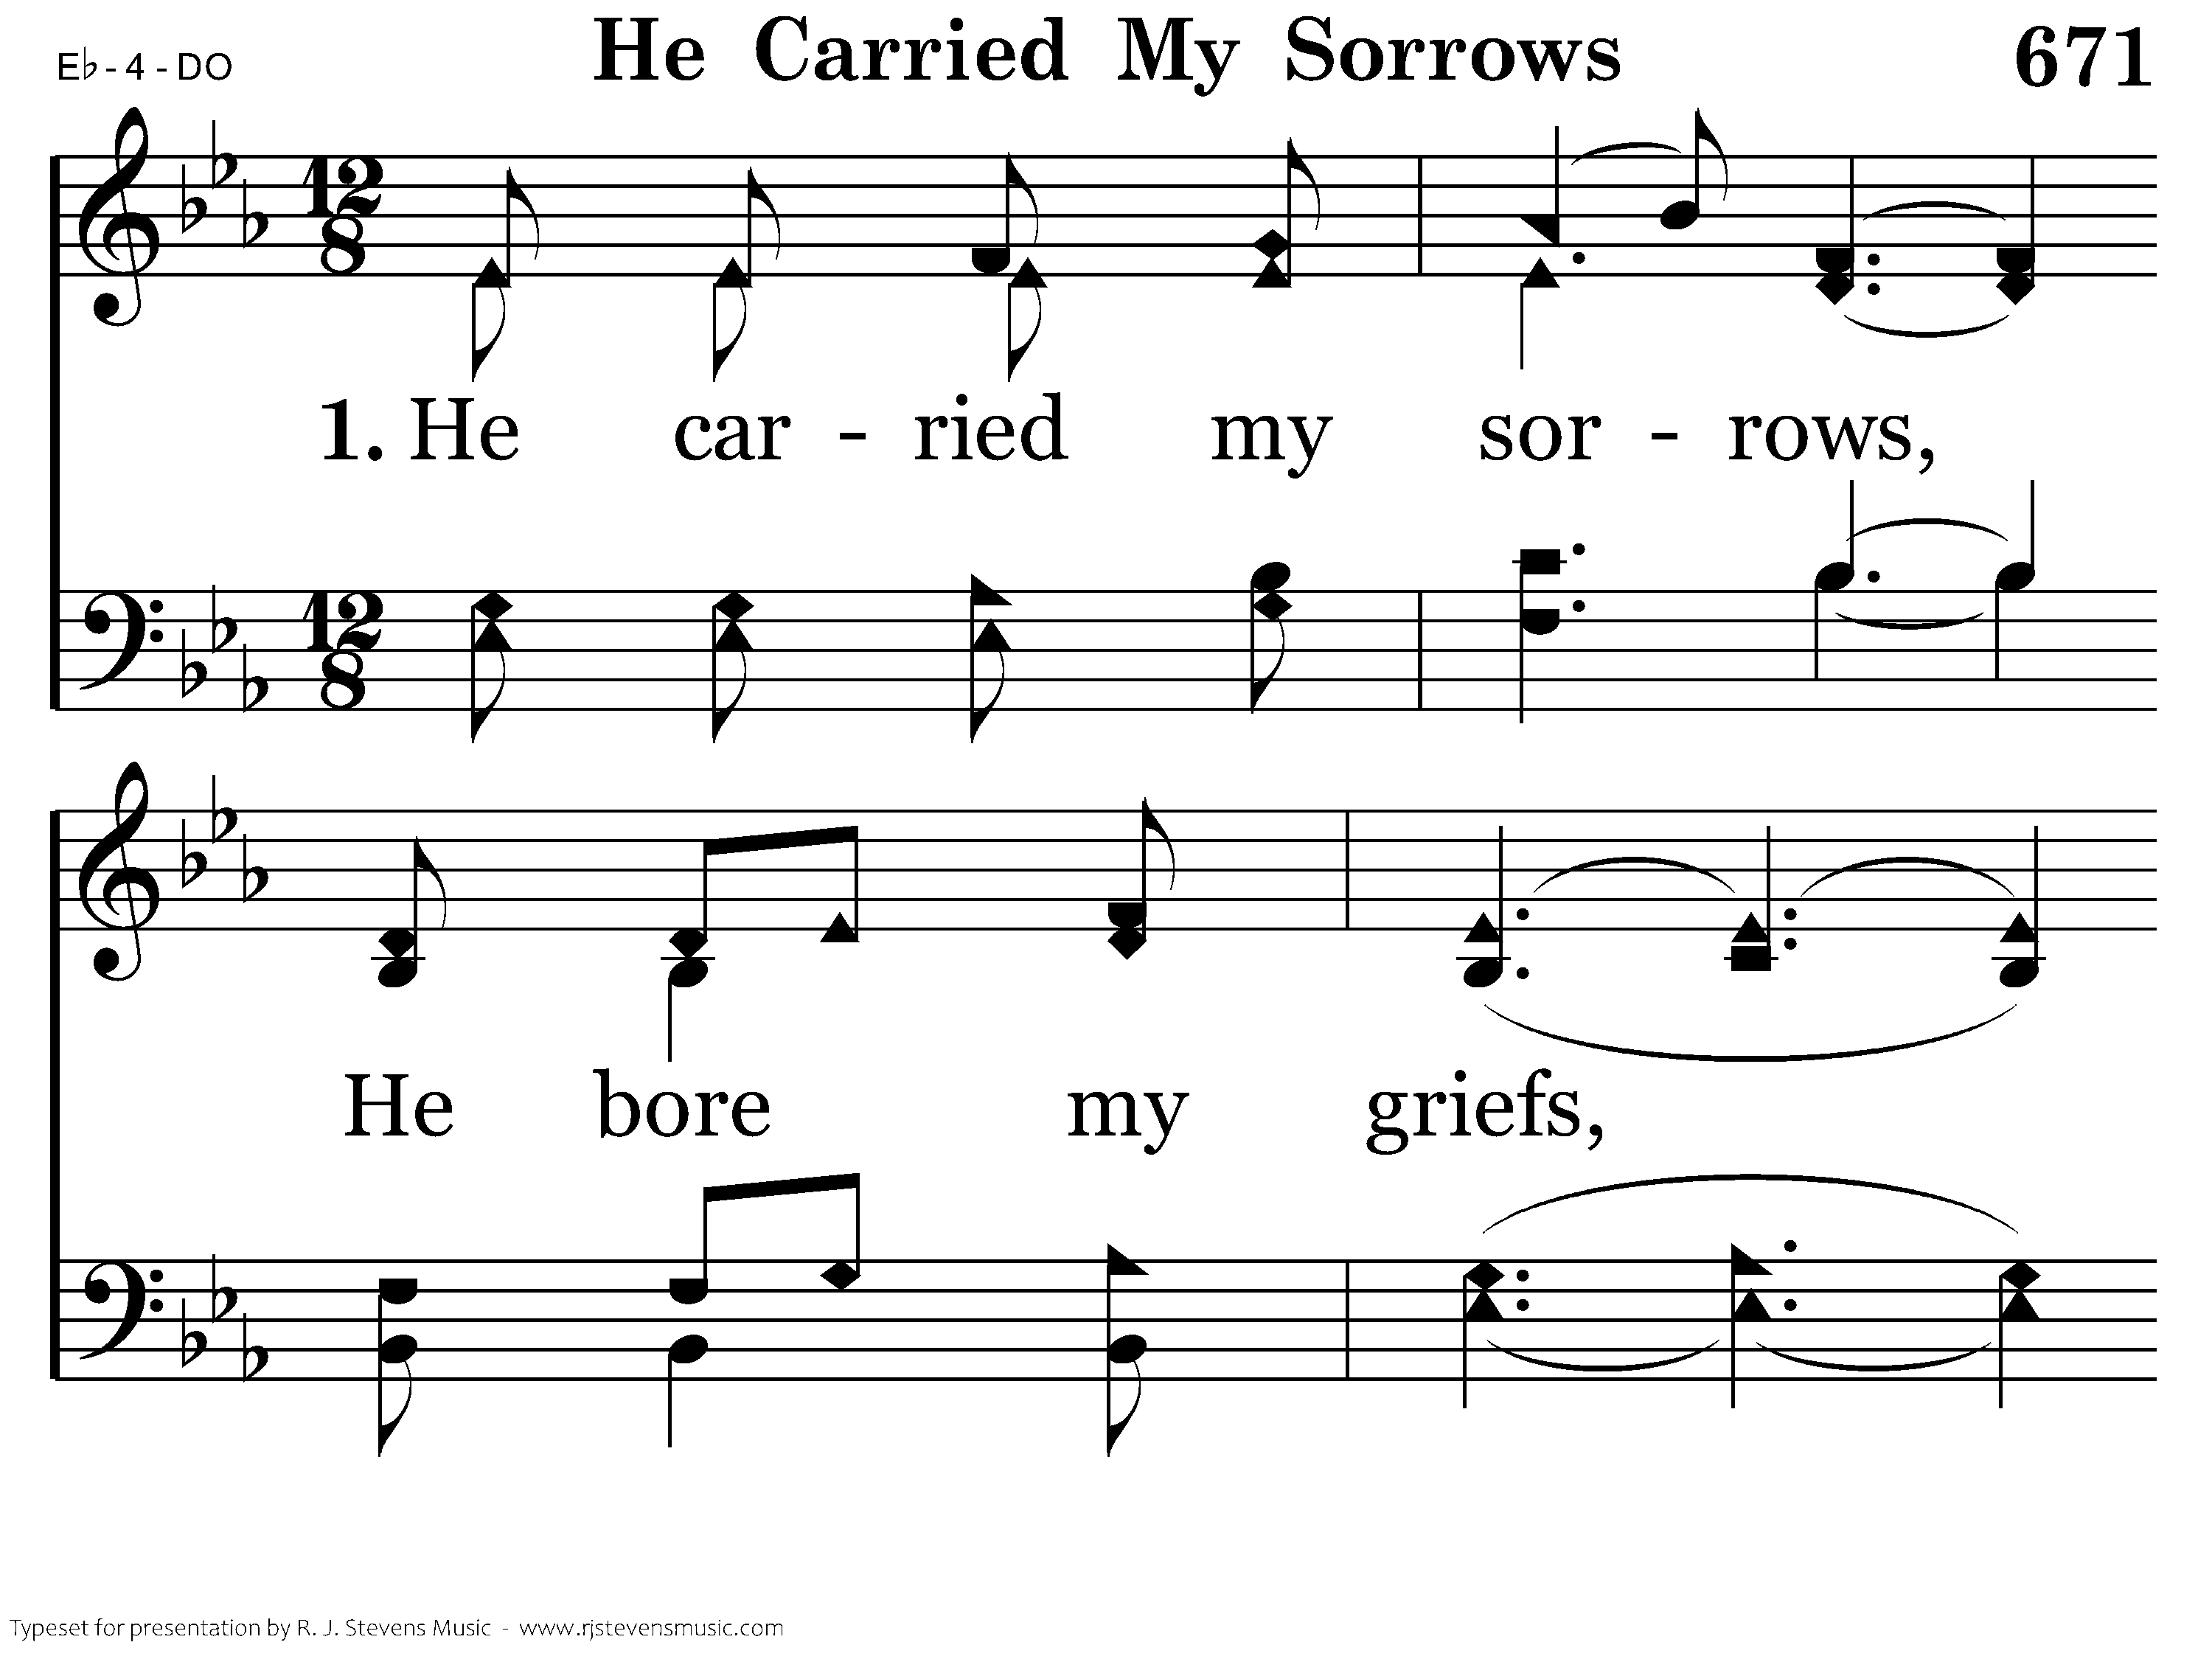 E♭ - 4 - DO He Carried My Sorrows 671
12
8
1. He car - ried my sor - rows,
12
8
He bore my griefs,
Typeset for presentation by R. J. Stevens Music - www.rjstevensmusic.com